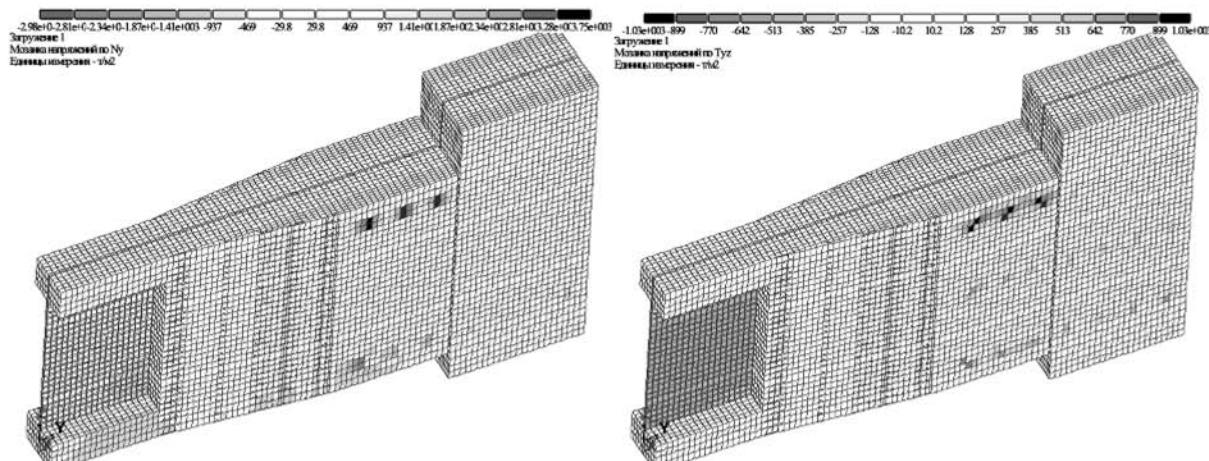 -2.98e+0-2.81e+0-2.34e+0-1.87e+0-1.41e+003 -937 -469 -29.8 29.8 469 937 1.41e+001.87e+002.34e+002.81e+003.28e+003.75e+003
Загружение 1
Мозаика напряжений по Ny
Единицы измерения - т/м2
-1.03e+003-899 -770 -642 -513 -385 -257 -128 -10.2 10.2 128 257 385 513 642 770 899 1.03e+003
Загружение 1
Мозаика напряжений по Tyz
Единицы измерения - т/м2
Y
Y